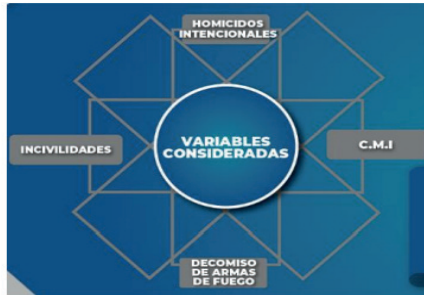 HOMICIDOS
INTENCIONALES
INCIVILIDADES
VARIABLES
CONSIDERADAS
C.M.I
DECOMISO
DE ARMAS
DE FUEGO